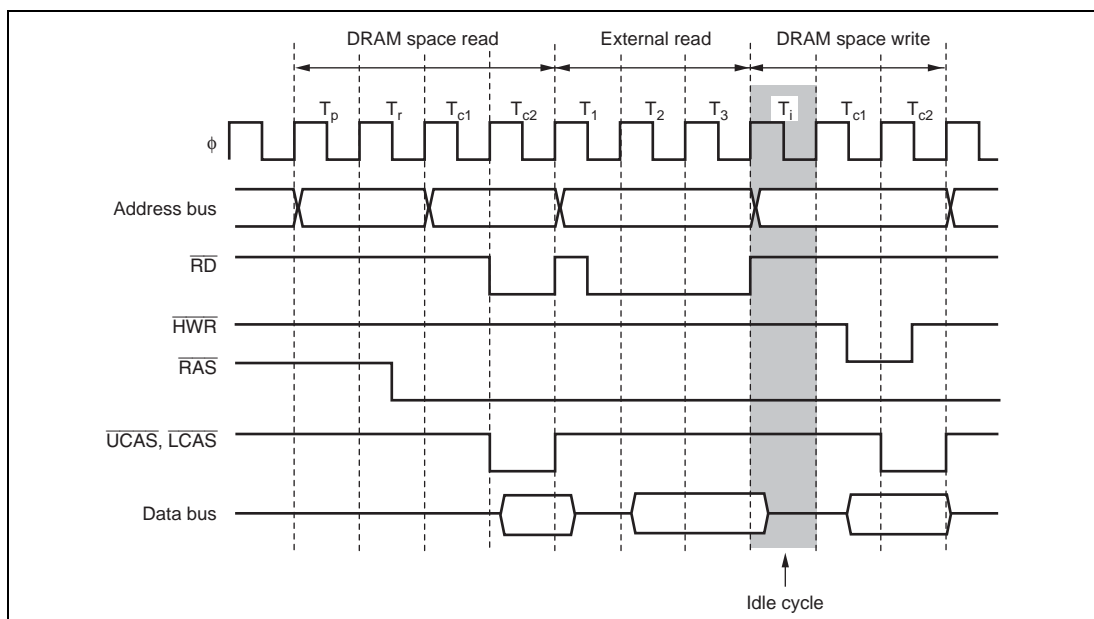 DRAM space read External read DRAM space write
Tp Tr Tc1 Tc2 T1 T2 T3 Ti Tc1 Tc2
ϕ
Address bus
RD
HWR
RAS
UCAS, LCAS
Data bus
Idle cycle